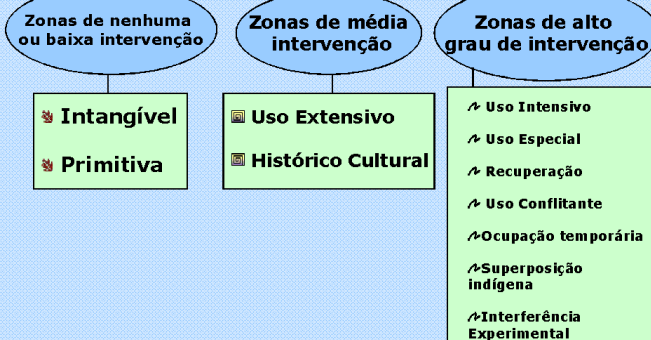 Zonas de nenhuma
ou baixa intervenção
Intangível
Primitiva
Zonas de média
intervenção
Uso Extensivo
Histórico Cultural
Zonas de alto
grau de intervenção
Uso Intensivo
Uso Especial
Recuperação
Uso Conflitante
Ocupação temporária
Superposição
indígena
Interferência
Experimental